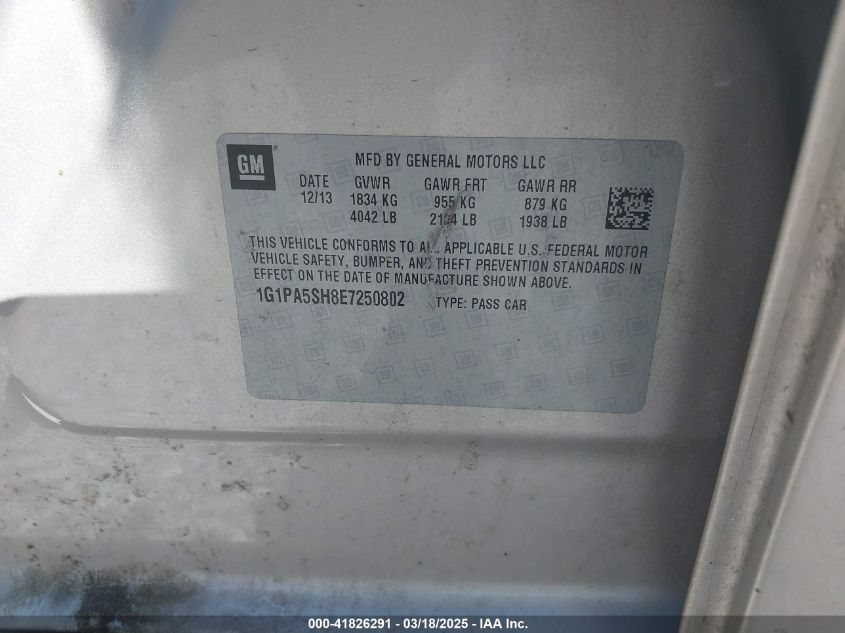 GM
MFD BY GENERAL MOTORS LLC
DATE GVWR GAWR FRT GAWR RR
12/13 1834 KG 955 KG 879 KG
4042 LB LB 1938 LB
THIS VEHICLE CONFORMS TO ALL APPLICABLE U.S. FEDERAL MOTOR
VEHICLE SAFETY, BUMPER, AND THEFT PREVENTION STANDARDS IN
EFFECT ON THE DATE OF MANUFACTURE SHOWN ABOVE.
1G1PA5SH8E7250802 TYPE: PASS CAR
000-41826291 - 03/18/2025 - IAA Inc.